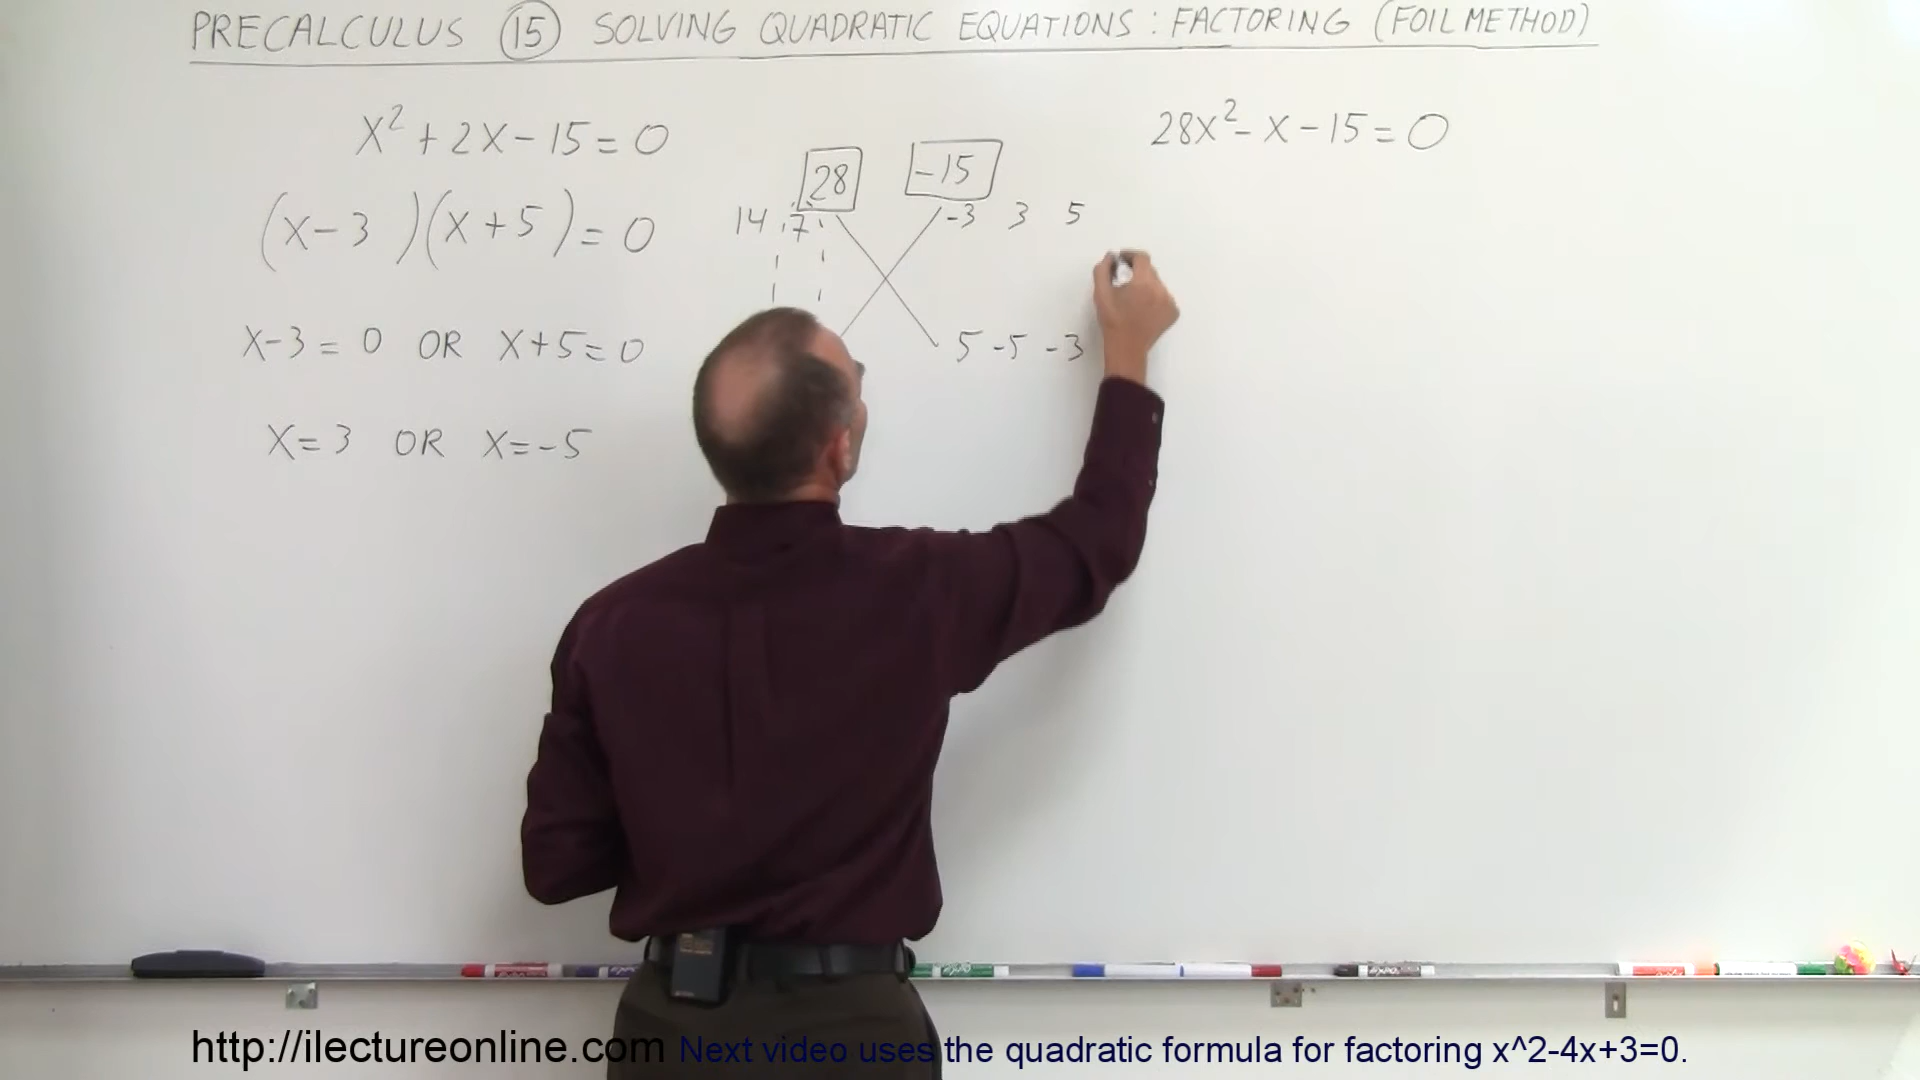 PRECALCULUS 15 SOLVING QUADRATIC EQUATIONS : FACTORING (FOIL METHOD)
x² + 2x - 15 = 0
(x - 3 )(x + 5 ) = 0
x - 3 = 0 OR x + 5 = 0
x = 3 OR x = -5
28 -15
14 7 -3 3 5
5 -5 -3
28x² - x - 15 = 0
http://ilectureonline.com Next video uses the quadratic formula for factoring x^2-4x+3=0.